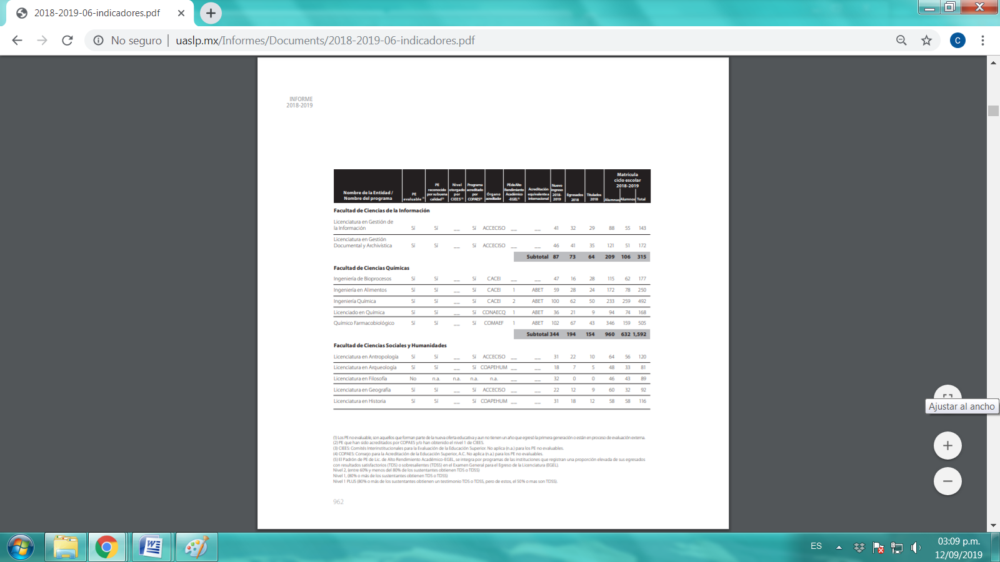 2018-2019-06-indicadores.pdf
No seguro | uaslp.mx/Informes/Documents/2018-2019-06-indicadores.pdf
C
INFORME
2018-2019
Nombre de la Entidad / Nombre del programa
PE evaluable (1)
PE reconocido por su buena calidad(2)
Nivel otorgado por CIEES(3)
Programa acreditado por COPAES(4)
Órgano acreditador
PE de Alto Rendimiento Académico -EGEL(5)
Acreditación equivalente a internacional
Nuevo ingreso 2018-2019
Egresados 2018
Titulados 2018
Matrícula ciclo escolar 2018-2019
Alumnas Alumnos Total
Facultad de Ciencias de la Información
Licenciatura en Gestión de
la Información Sí Sí __ Sí ACCECISO __ __ 41 32 29 88 55 143
Licenciatura en Gestión
Documental y Archivística Sí Sí __ Sí ACCECISO __ __ 46 41 35 121 51 172
Subtotal 87 73 64 209 106 315
Facultad de Ciencias Químicas
Ingeniería de Bioprocesos Sí Sí __ Sí CACEI __ __ 47 16 28 115 62 177
Ingeniería en Alimentos Sí Sí __ Sí CACEI 1 ABET 59 28 24 172 78 250
Ingeniería Química Sí Sí __ Sí CACEI 2 ABET 100 62 50 233 259 492
Licenciado en Química Sí Sí __ Sí CONAECQ 1 ABET 36 21 9 94 74 168
Químico Farmacobiológico Sí Sí __ Sí COMAEF 1 ABET 102 67 43 346 159 505
Subtotal 344 194 154 960 632 1,592
Facultad de Ciencias Sociales y Humanidades
Licenciatura en Antropología Sí Sí __ Sí ACCECISO __ __ 31 22 10 64 56 120
Licenciatura en Arqueología Sí Sí __ Sí COAPEHUM __ __ 18 7 5 48 33 81
Licenciatura en Filosofía No n.a. n.a. n.a. n.a. __ __ 32 0 0 46 43 89
Licenciatura en Geografía Sí Sí __ Sí ACCECISO __ __ 22 12 9 60 32 92
Licenciatura en Historia Sí Sí __ Sí COAPEHUM __ __ 31 18 12 58 58 116
(1) Los PE no evaluable, son aquellos que forman parte de la nueva oferta educativa y aun no tienen un año que egresó la primera generación o están en proceso de evaluación externa.
(2) PE que han sido acreditados por COPAES y/o han obtenido el nivel 1 de CIEES.
(3) CIEES: Comités Interinstitucionales para la Evaluación de la Educación Superior. No aplica (n.a.) para los PE no evaluables.
(4) COPAES: Consejo para la Acreditación de la Educación Superior, A.C. No aplica (n.a.) para los PE no evaluables.
(5) El Padrón de PE de Lic. de Alto Rendimiento Académico-EGEL, se integra por programas de las instituciones que registran una proporción elevada de sus egresados
con resultados satisfactorios (TDS) o sobresalientes (TDSS) en el Examen General para el Egreso de la Licenciatura (EGEL).
Nivel 2, (entre 60% y menos del 80% de los sustentantes obtienen TDS o TDSS)
Nivel 1, (80% o más de los sustentantes obtienen TDS o TDSS)
Nivel 1 PLUS (80% o más de los sustentantes obtienen un testimonio TDS o TDSS, pero de estos, el 50% o mas son TDSS).
962
Ajustar al ancho
ES
03:09 p.m.
12/09/2019